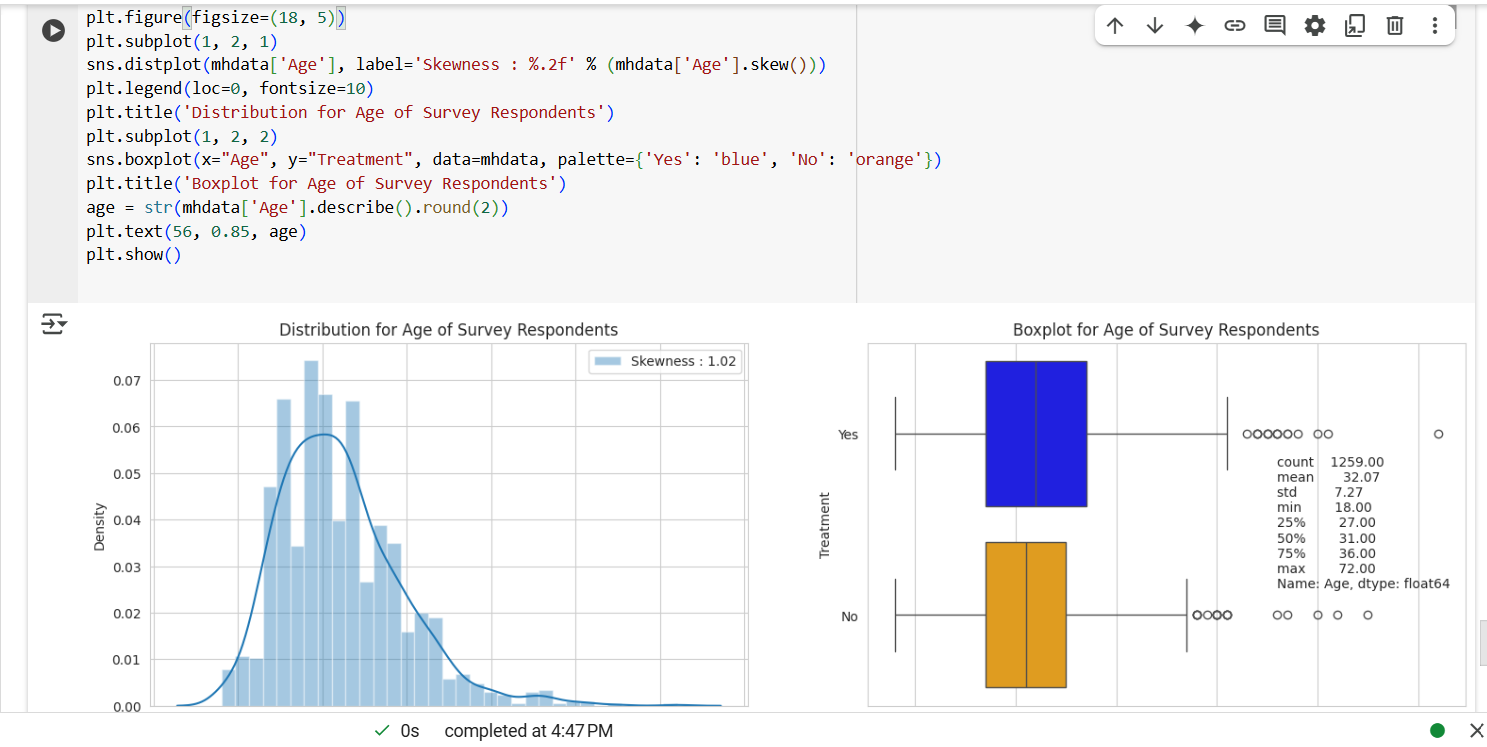 plt.figure(figsize=(18, 5))
plt.subplot(1, 2, 1)
sns.distplot(mhdata['Age'], label='Skewness : %.2f' % (mhdata['Age'].skew()))
plt.legend(loc=0, fontsize=10)
plt.title('Distribution for Age of Survey Respondents')
plt.subplot(1, 2, 2)
sns.boxplot(x="Age", y="Treatment", data=mhdata, palette={'Yes': 'blue', 'No': 'orange'})
plt.title('Boxplot for Age of Survey Respondents')
age = str(mhdata['Age'].describe().round(2))
plt.text(56, 0.85, age)
plt.show()
Distribution for Age of Survey Respondents
Skewness : 1.02
0.07
0.06
0.05
0.04
0.03
0.02
0.01
0.00
Density
Boxplot for Age of Survey Respondents
Yes
No
Treatment
count 1259.00
mean 32.07
std 7.27
min 18.00
25% 27.00
50% 31.00
75% 36.00
max 72.00
Name: Age, dtype: float64
0s completed at 4:47 PM